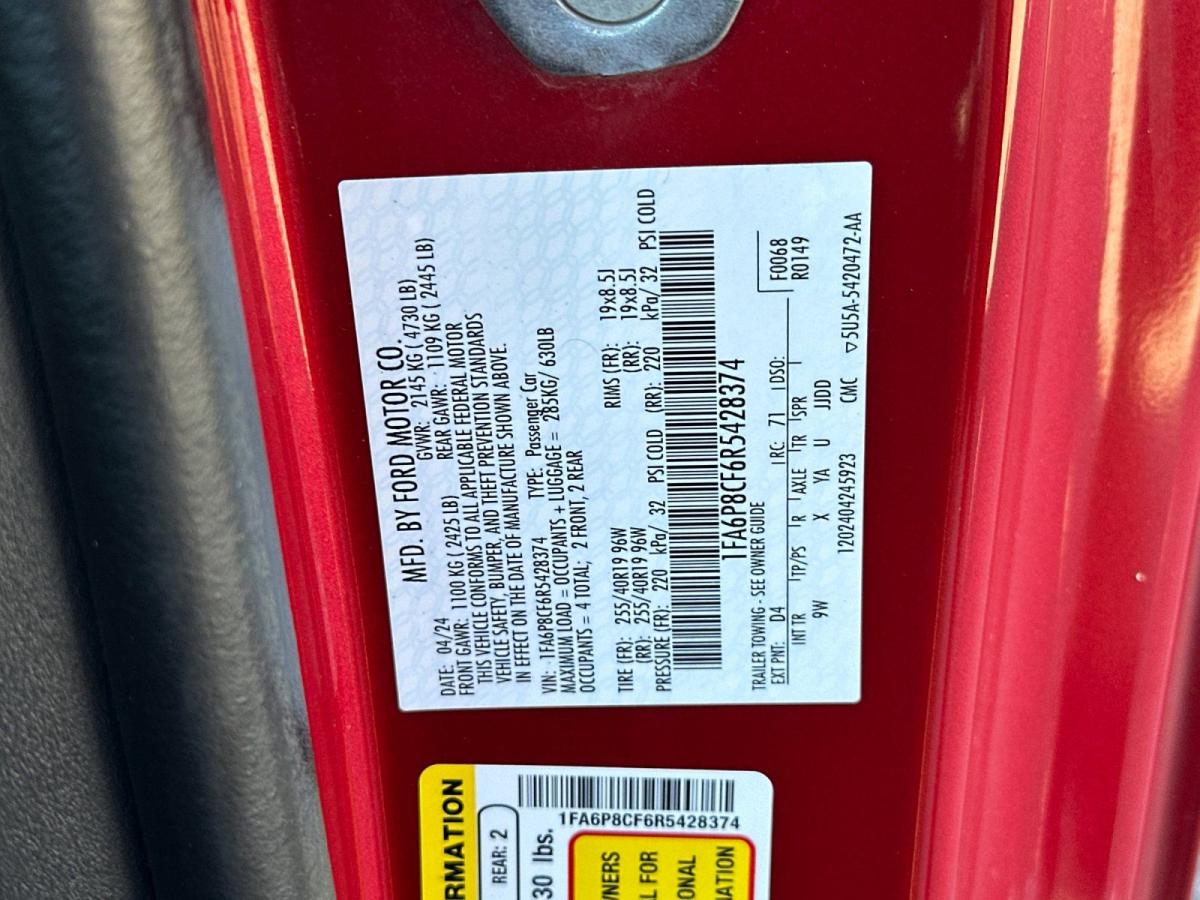 MFD. BY FORD MOTOR CO.
DATE: 04/24 GVWR: 2145 KG ( 4730 LB)
FRONT GAWR: 1100 KG ( 2425 LB) REAR GAWR: 1109 KG ( 2445 LB)
THIS VEHICLE CONFORMS TO ALL APPLICABLE FEDERAL MOTOR
VEHICLE SAFETY, BUMPER, AND THEFT PREVENTION STANDARDS
IN EFFECT ON THE DATE OF MANUFACTURE SHOWN ABOVE.
VIN: 1FA6P8CF6R5428374 TYPE: Passenger Car
MAXIMUM LOAD = OCCUPANTS + LUGGAGE = 285KG/ 630LB
OCCUPANTS = 4 TOTAL; 2 FRONT, 2 REAR
TIRE (FR): 255/40R19 96W RIMS (FR): 19x8.5J
(RR): 255/40R19 96W (RR): 19x8.5J
PRESSURE (FR): 220 kPa/ 32 PSI COLD (RR): 220 kPa/ 32 PSI COLD
1FA6P8CF6R5428374
TRAILER TOWING - SEE OWNER GUIDE
EXT PNT: D4 RC: 71 DSO: F0068
INT TR TP/PS R AXLE TR SPR R0149
9W X YA U JJDD
1202404245923 CMC ▽5U5A-5420472-AA
RMATION
REAR: 2
30 lbs.
1FA6P8CF6R5428374
WNERS
L FOR
ONAL
MATION